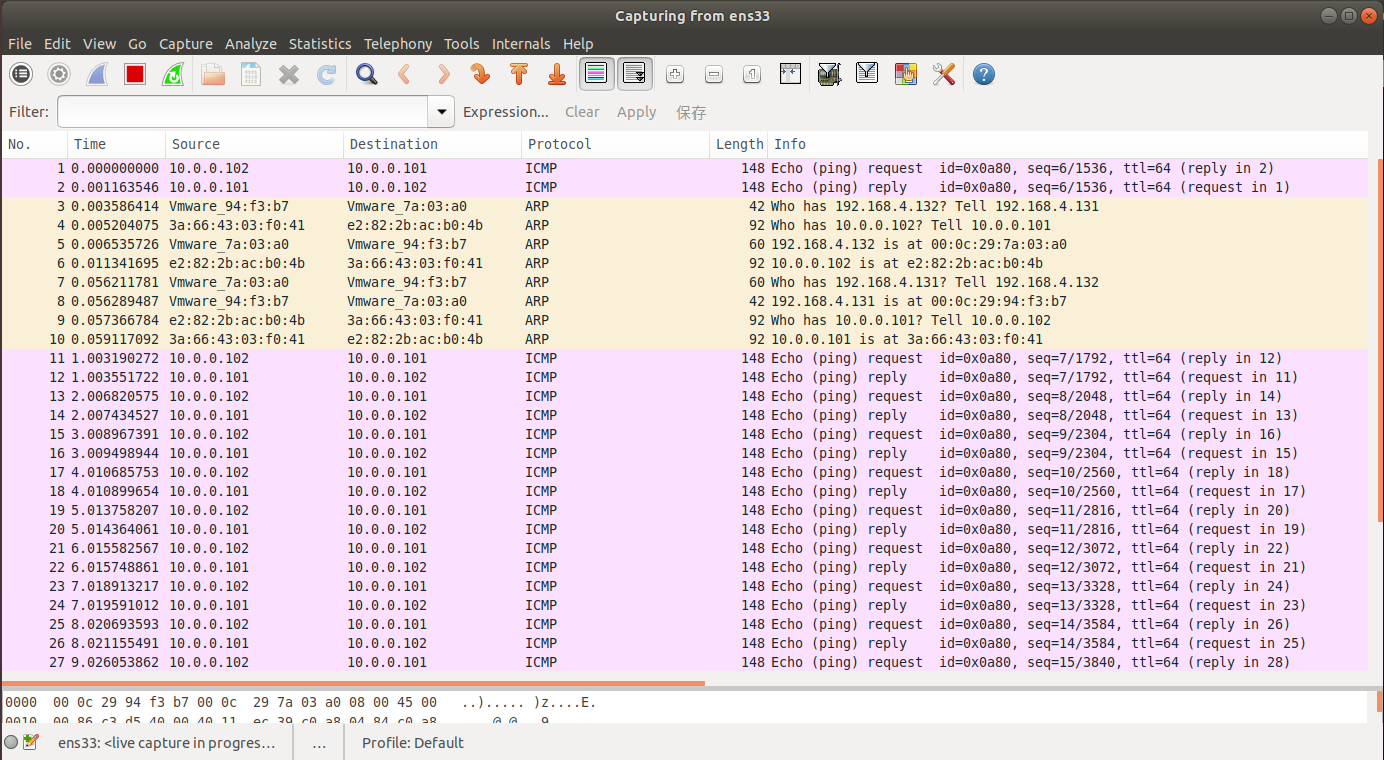 Capturing from ens33
File Edit View Go Capture Analyze Statistics Telephony Tools Internals Help
Filter: Expression... Clear Apply 保存
No. Time Source Destination Protocol Length Info
1 0.000000000 10.0.0.102 10.0.0.101 ICMP 148 Echo (ping) request id=0x0a80, seq=6/1536, ttl=64 (reply in 2)
2 0.001163546 10.0.0.101 10.0.0.102 ICMP 148 Echo (ping) reply id=0x0a80, seq=6/1536, ttl=64 (request in 1)
3 0.003586414 Vmware_94:f3:b7 Vmware_7a:03:a0 ARP 42 Who has 192.168.4.132? Tell 192.168.4.131
4 0.005204075 3a:66:43:03:f0:41 e2:82:2b:ac:b0:4b ARP 92 Who has 10.0.0.102? Tell 10.0.0.101
5 0.006535726 Vmware_7a:03:a0 Vmware_94:f3:b7 ARP 60 192.168.4.132 is at 00:0c:29:7a:03:a0
6 0.011341695 e2:82:2b:ac:b0:4b 3a:66:43:03:f0:41 ARP 92 10.0.0.102 is at e2:82:2b:ac:b0:4b
7 0.056211781 Vmware_7a:03:a0 Vmware_94:f3:b7 ARP 60 Who has 192.168.4.131? Tell 192.168.4.132
8 0.056289487 Vmware_94:f3:b7 Vmware_7a:03:a0 ARP 42 192.168.4.131 is at 00:0c:29:94:f3:b7
9 0.057366784 e2:82:2b:ac:b0:4b 3a:66:43:03:f0:41 ARP 92 Who has 10.0.0.101? Tell 10.0.0.102
10 0.059117092 3a:66:43:03:f0:41 e2:82:2b:ac:b0:4b ARP 92 10.0.0.101 is at 3a:66:43:03:f0:41
11 1.003190272 10.0.0.102 10.0.0.101 ICMP 148 Echo (ping) request id=0x0a80, seq=7/1792, ttl=64 (reply in 12)
12 1.003551722 10.0.0.101 10.0.0.102 ICMP 148 Echo (ping) reply id=0x0a80, seq=7/1792, ttl=64 (request in 11)
13 2.006820575 10.0.0.102 10.0.0.101 ICMP 148 Echo (ping) request id=0x0a80, seq=8/2048, ttl=64 (reply in 14)
14 2.007434527 10.0.0.101 10.0.0.102 ICMP 148 Echo (ping) reply id=0x0a80, seq=8/2048, ttl=64 (request in 13)
15 3.008967391 10.0.0.102 10.0.0.101 ICMP 148 Echo (ping) request id=0x0a80, seq=9/2304, ttl=64 (reply in 16)
16 3.009498944 10.0.0.101 10.0.0.102 ICMP 148 Echo (ping) reply id=0x0a80, seq=9/2304, ttl=64 (request in 15)
17 4.010685753 10.0.0.102 10.0.0.101 ICMP 148 Echo (ping) request id=0x0a80, seq=10/2560, ttl=64 (reply in 18)
18 4.010899654 10.0.0.101 10.0.0.102 ICMP 148 Echo (ping) reply id=0x0a80, seq=10/2560, ttl=64 (request in 17)
19 5.013758207 10.0.0.102 10.0.0.101 ICMP 148 Echo (ping) request id=0x0a80, seq=11/2816, ttl=64 (reply in 20)
20 5.014364061 10.0.0.101 10.0.0.102 ICMP 148 Echo (ping) reply id=0x0a80, seq=11/2816, ttl=64 (request in 19)
21 6.015582567 10.0.0.102 10.0.0.101 ICMP 148 Echo (ping) request id=0x0a80, seq=12/3072, ttl=64 (reply in 22)
22 6.015748861 10.0.0.101 10.0.0.102 ICMP 148 Echo (ping) reply id=0x0a80, seq=12/3072, ttl=64 (request in 21)
23 7.018913217 10.0.0.102 10.0.0.101 ICMP 148 Echo (ping) request id=0x0a80, seq=13/3328, ttl=64 (reply in 24)
24 7.019591012 10.0.0.101 10.0.0.102 ICMP 148 Echo (ping) reply id=0x0a80, seq=13/3328, ttl=64 (request in 23)
25 8.020693593 10.0.0.102 10.0.0.101 ICMP 148 Echo (ping) request id=0x0a80, seq=14/3584, ttl=64 (reply in 26)
26 8.021155491 10.0.0.101 10.0.0.102 ICMP 148 Echo (ping) reply id=0x0a80, seq=14/3584, ttl=64 (request in 25)
27 9.026053862 10.0.0.102 10.0.0.101 ICMP 148 Echo (ping) request id=0x0a80, seq=15/3840, ttl=64 (reply in 28)
0000 00 0c 29 94 f3 b7 00 0c 29 7a 03 a0 08 00 45 00 ..)..... )z....E.
0010 00 86 c3 d5 40 00 40 11 ec 39 c0 a8 04 84 c0 a8
ens33: <live capture in progres... ... Profile: Default